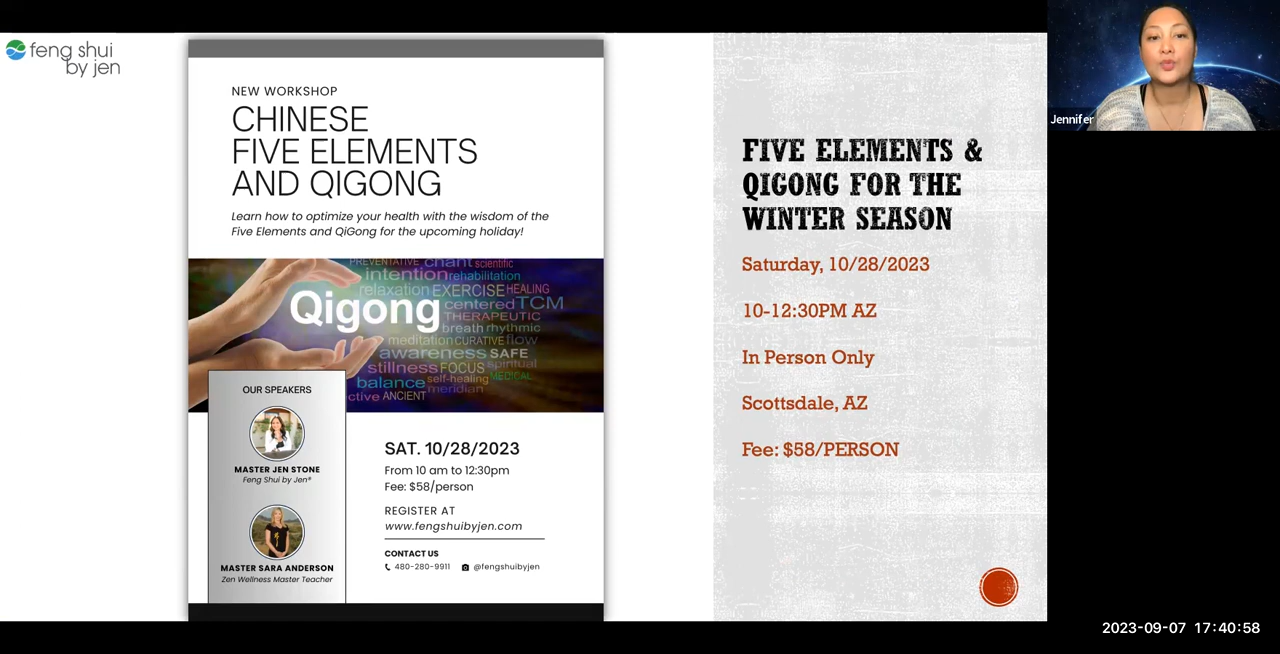 feng shui
by jen
NEW WORKSHOP
CHINESE
FIVE ELEMENTS
AND QIGONG
Learn how to optimize your health with the wisdom of the
Five Elements and QiGong for the upcoming holiday!
PREVENTATIVE chant scientific
intention rehabilitation
relaxation EXERCISE HEALING
Qigong
centered TCM
THERAPEUTIC
breath rhythmic
meditation CURATIVE flow
awareness SAFE
stillness FOCUS spiritual
balance self-healing MEDICAL
meridian
ctive ANCIENT
OUR SPEAKERS
MASTER JEN STONE
Feng Shui by Jen®
MASTER SARA ANDERSON
Zen Wellness Master Teacher
SAT. 10/28/2023
From 10 am to 12:30pm
Fee: $58/person
REGISTER AT
www.fengshuibyjen.com
CONTACT US
480-280-9911 @fengshuibyjen
FIVE ELEMENTS &
QIGONG FOR THE
WINTER SEASON
Saturday, 10/28/2023
10-12:30PM AZ
In Person Only
Scottsdale, AZ
Fee: $58/PERSON
Jennifer
2023-09-07 17:40:58